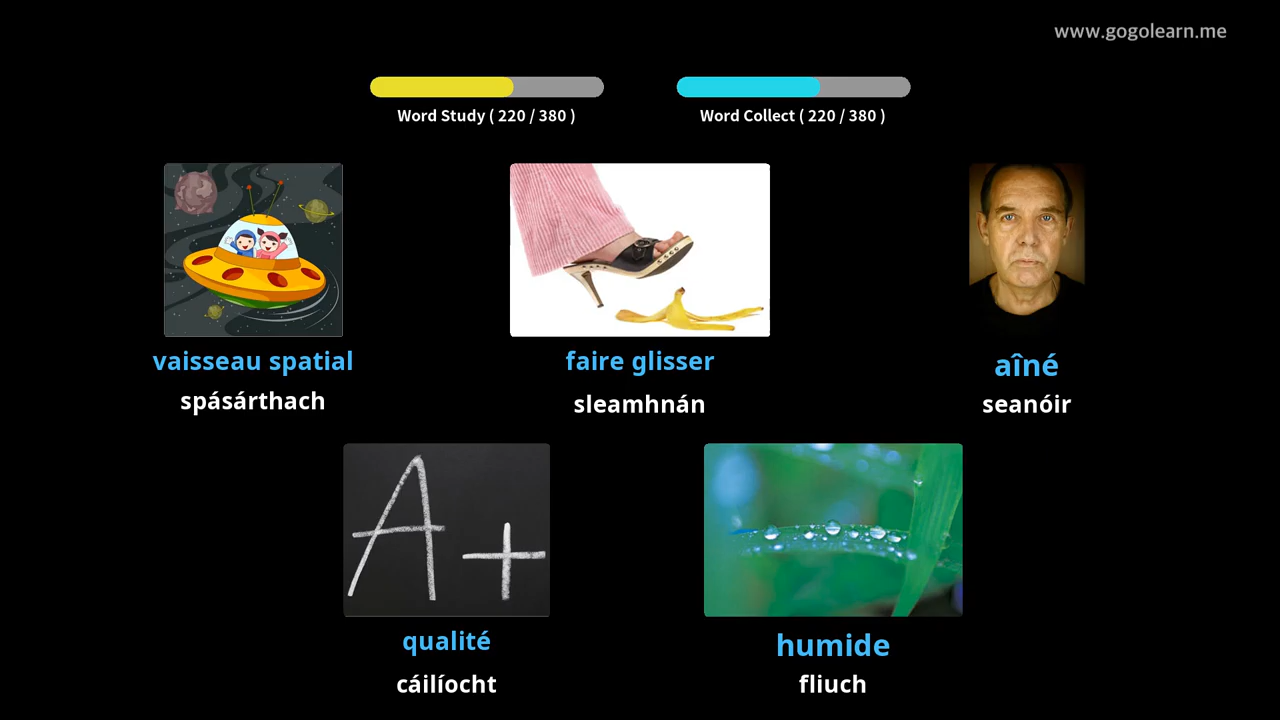 www.gogolearn.me
Word Study ( 220 / 380 )
Word Collect ( 220 / 380 )
vaisseau spatial
spásárthach
faire glisser
sleamhnán
aîné
seanóir
A+
qualité
cáilíocht
humide
fliuch